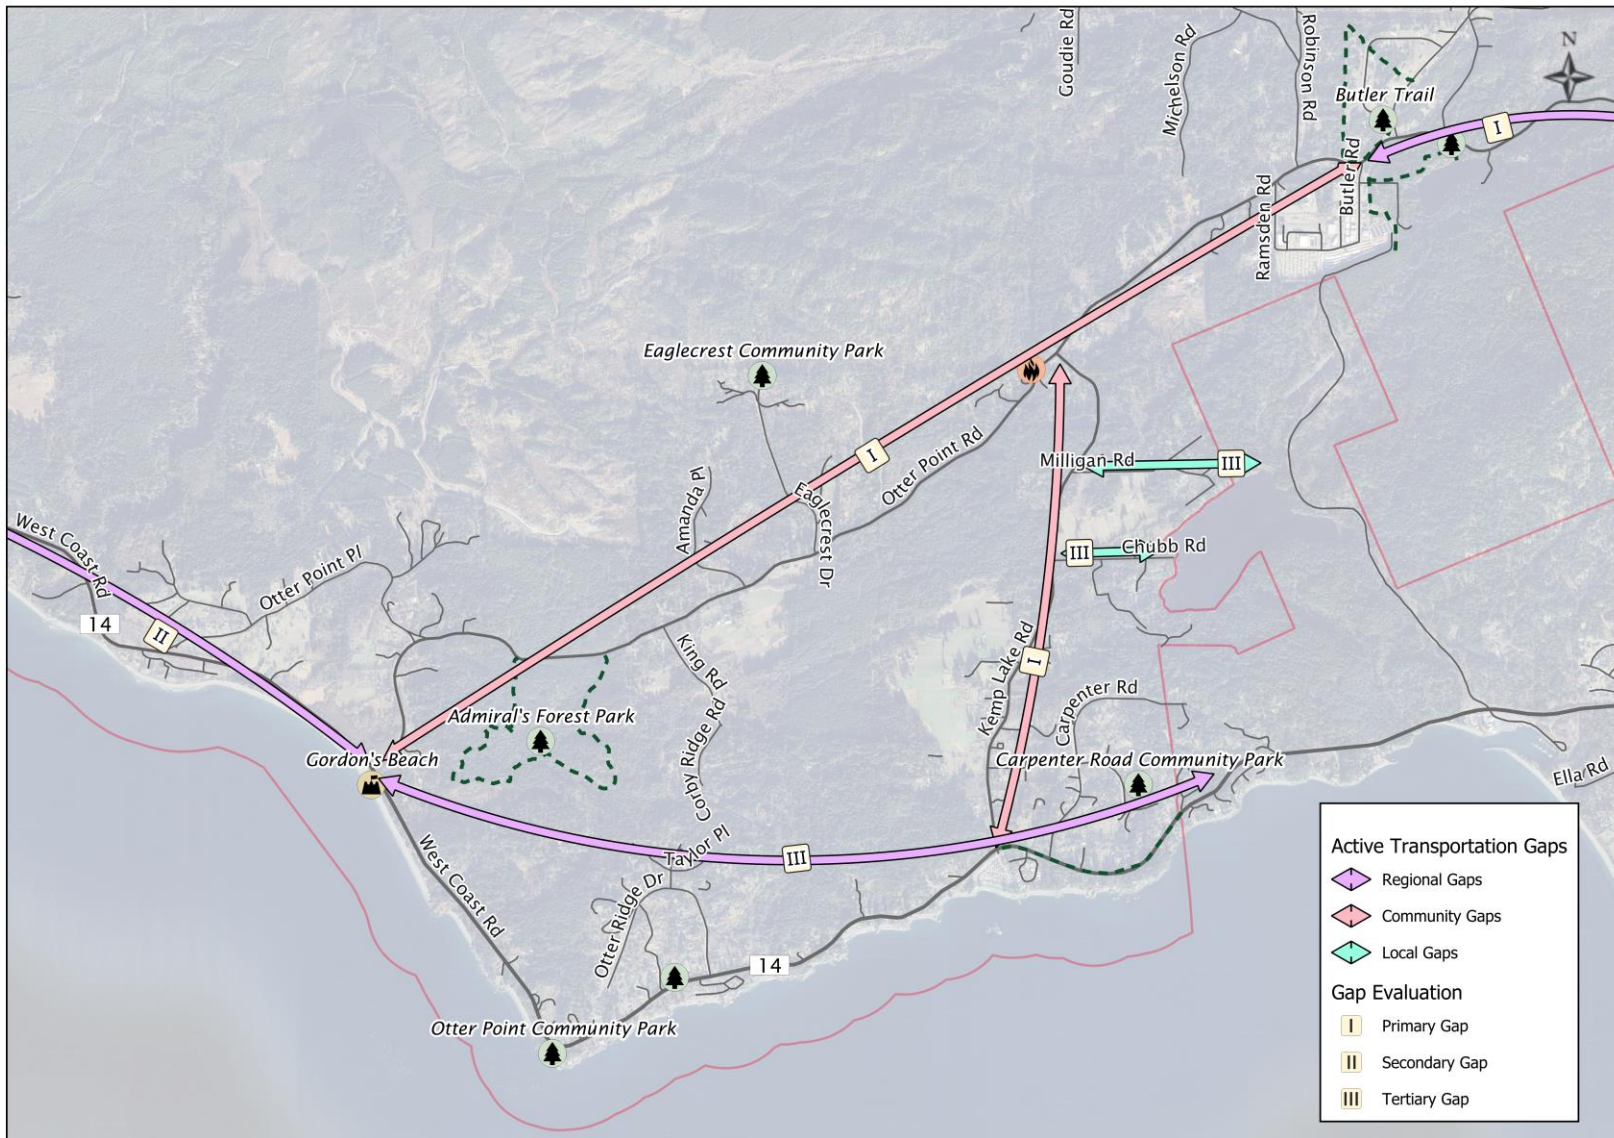 Goudie Rd
Michelson Rd
Robinson Rd
N
Butler Trail
I
Butler Rd
Ramsden Rd
Eaglecrest Community Park
I
Otter Point Rd
Milligan Rd
III
Amanda Pl
Eaglecrest Dr
West Coast Rd
Otter Point Pl
III
Chubb Rd
14
II
King Rd
Kemp Lake Rd
I
Carpenter Rd
Admiral's Forest Park
Gordon's Beach
Corby Ridge Rd
Carpenter Road Community Park
Ella Rd
Taylor Pl
III
West Coast Rd
Otter Ridge Dr
14
Otter Point Community Park
Active Transportation Gaps
Regional Gaps
Community Gaps
Local Gaps
Gap Evaluation
I Primary Gap
II Secondary Gap
III Tertiary Gap